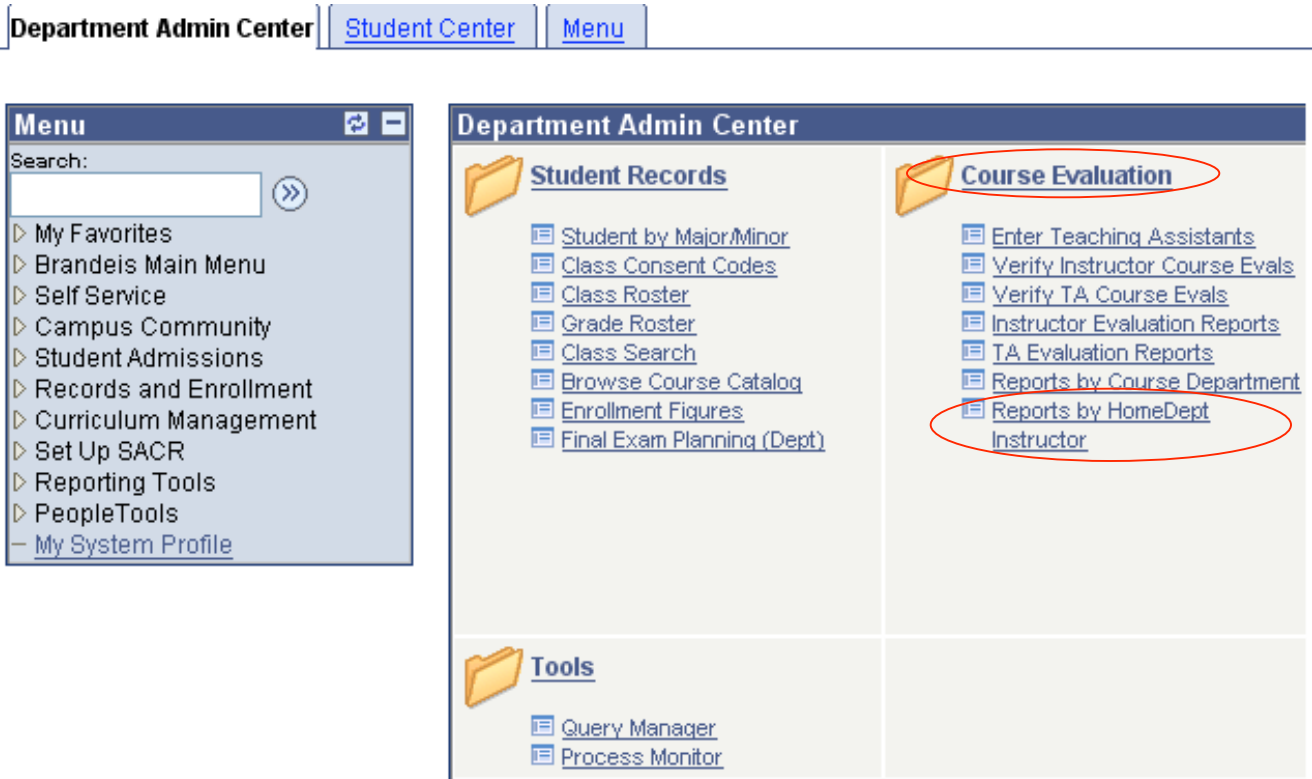 Department Admin Center
Student Center
Menu
Menu
Search:
My Favorites
Brandeis Main Menu
Self Service
Campus Community
Student Admissions
Records and Enrollment
Curriculum Management
Set Up SACR
Reporting Tools
PeopleTools
My System Profile
Department Admin Center
Student Records
Student by Major/Minor
Class Consent Codes
Class Roster
Grade Roster
Class Search
Browse Course Catalog
Enrollment Figures
Final Exam Planning (Dept)
Course Evaluation
Enter Teaching Assistants
Verify Instructor Course Evals
Verify TA Course Evals
Instructor Evaluation Reports
TA Evaluation Reports
Reports by Course Department
Reports by HomeDept
Instructor
Tools
Query Manager
Process Monitor